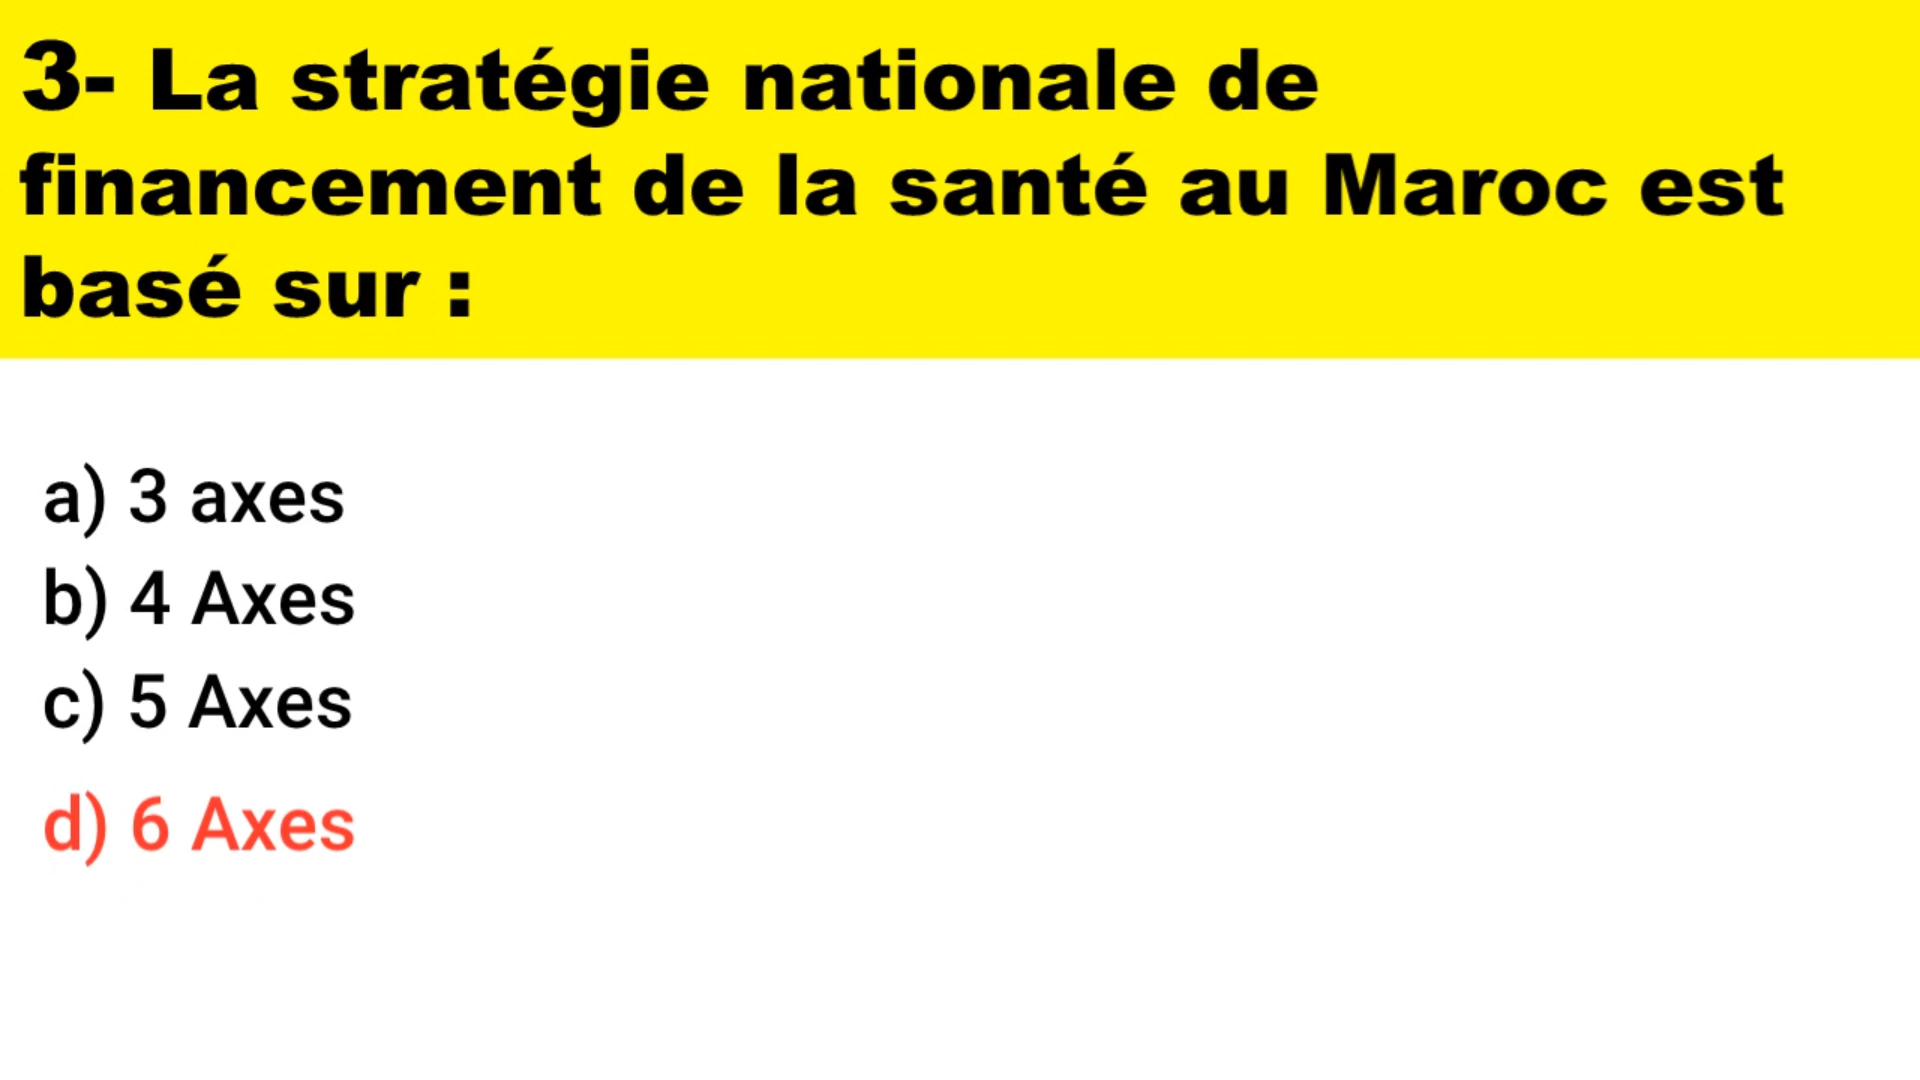 3- La stratégie nationale de
financement de la santé au Maroc est
basé sur :
a) 3 axes
b) 4 Axes
c) 5 Axes
d) 6 Axes